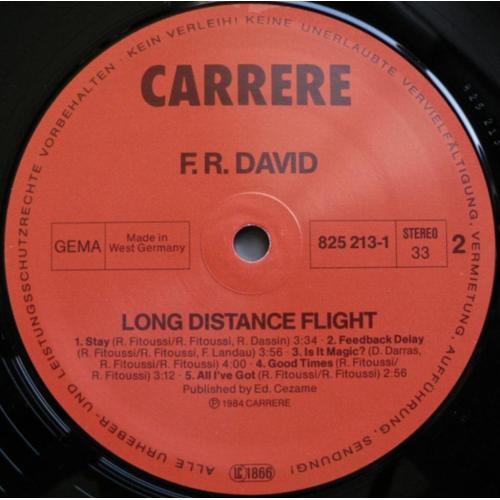 ALLE URHEBER- UND LEISTUNGSSCHUTZRECHTE VORBEHALTEN · KEIN VERLEIH! KEINE UNERLAUBTE VERVIELFÄLTIGUNG, VERMIETUNG, AUFFÜHRUNG, SENDUNG!
CARRERE
F. R. DAVID
GEMA
Made in
West Germany
825 213-1
STEREO
33
2
LONG DISTANCE FLIGHT
1. Stay (R. Fitoussi/R. Fitoussi, R. Dassin) 3:34 · 2. Feedback Delay
(R. Fitoussi/R. Fitoussi, F. Landau) 3:56 · 3. Is It Magic? (D. Darras,
R. Fitoussi/R. Fitoussi) 4:00 · 4. Good Times (R. Fitoussi/
R. Fitoussi) 3:12 · 5. All I've Got (R. Fitoussi/R. Fitoussi) 2:56
Published by Ed. Cezame
Ⓟ 1984 CARRERE
LC 1866